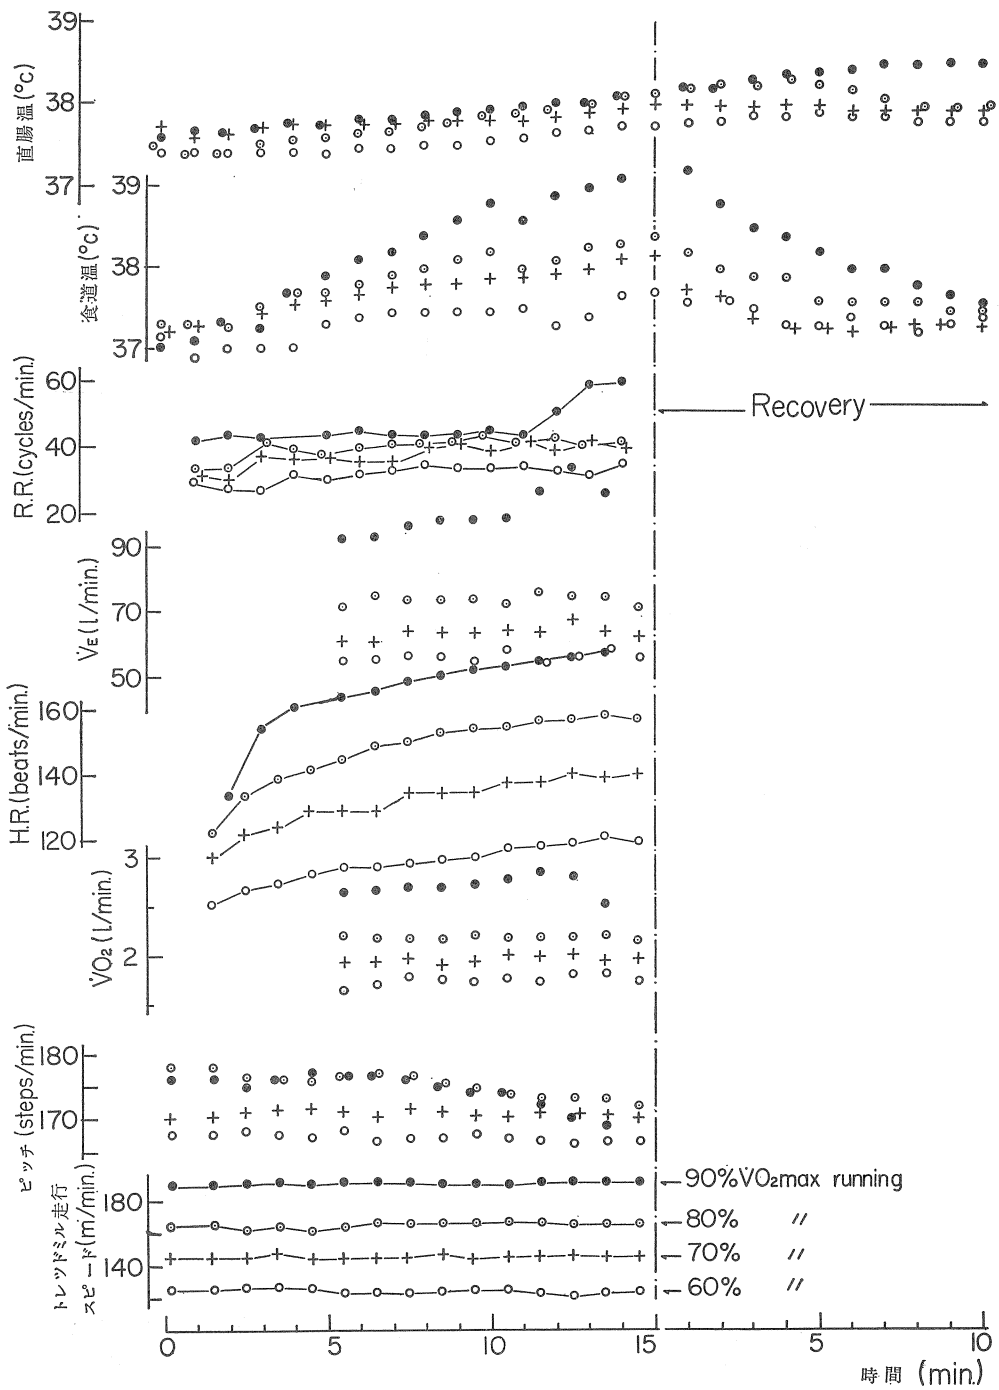 39
38
37
直腸温(°c)
39
38
37
食道温(°c)
60
40
20
R.R.(cycles/min.)
Recovery
90
70
50
V̇E(l/min.)
160
140
120
H.R.(beats/min.)
3
2
V̇O₂(l/min.)
180
170
ピッチ(steps/min.)
180
140
トレッドミル走行
スピード(m/min.)
90%V̇O₂max running
80% 〃
70% 〃
60% 〃
0 5 10 15 5 10
時間 (min.)